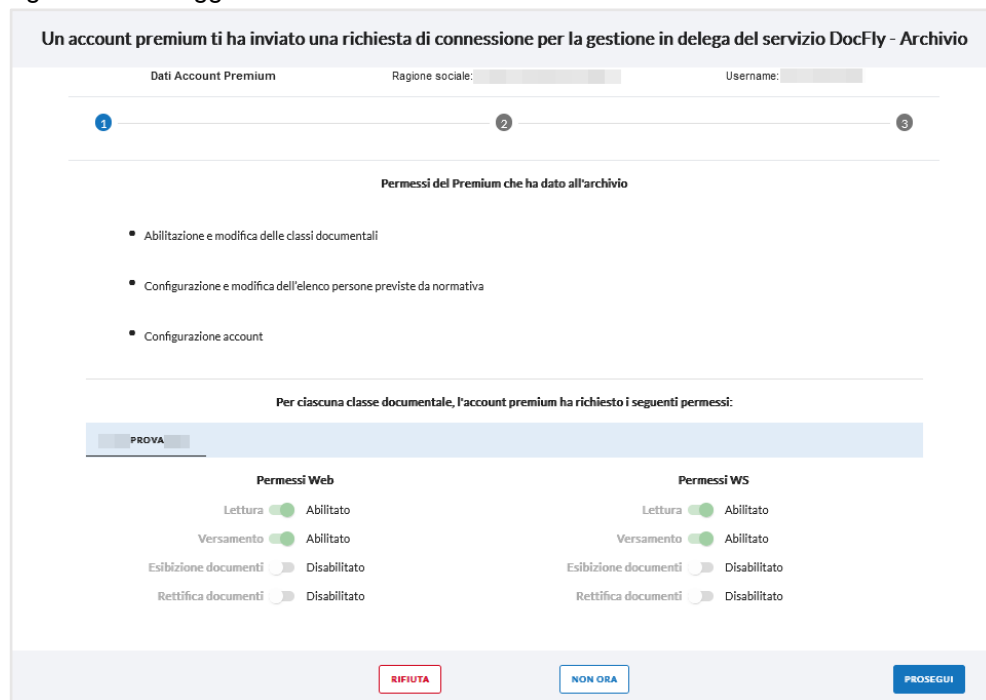 Un account premium ti ha inviato una richiesta di connessione per la gestione in delega del servizio DocFly - Archivio
Dati Account Premium Ragione sociale: Username:
1 2 3
Permessi del Premium che ha dato all'archivio
• Abilitazione e modifica delle classi documentali
• Configurazione e modifica dell'elenco persone previste da normativa
• Configurazione account
Per ciascuna classe documentale, l'account premium ha richiesto i seguenti permessi:
PROVA
Permessi Web Permessi WS
Lettura Abilitato Lettura Abilitato
Versamento Abilitato Versamento Abilitato
Esibizione documenti Disabilitato Esibizione documenti Disabilitato
Rettifica documenti Disabilitato Rettifica documenti Disabilitato
RIFIUTA NON ORA PROSEGUI